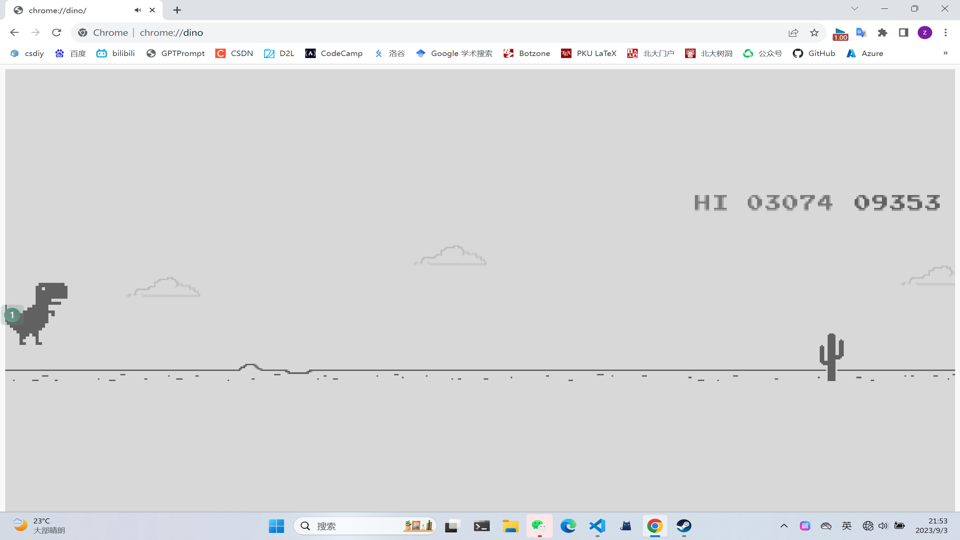 chrome://dino/
Chrome | chrome://dino
1.00
z
csdiy 百度 bilibili GPTPrompt CSDN D2L CodeCamp 洛谷 Google 学术搜索 Botzone PKU LaTeX 北大门户 北大树洞 公众号 GitHub Azure »
HI 03074 09353
1
23°C
大部晴朗
搜索
英
21:53
2023/9/3